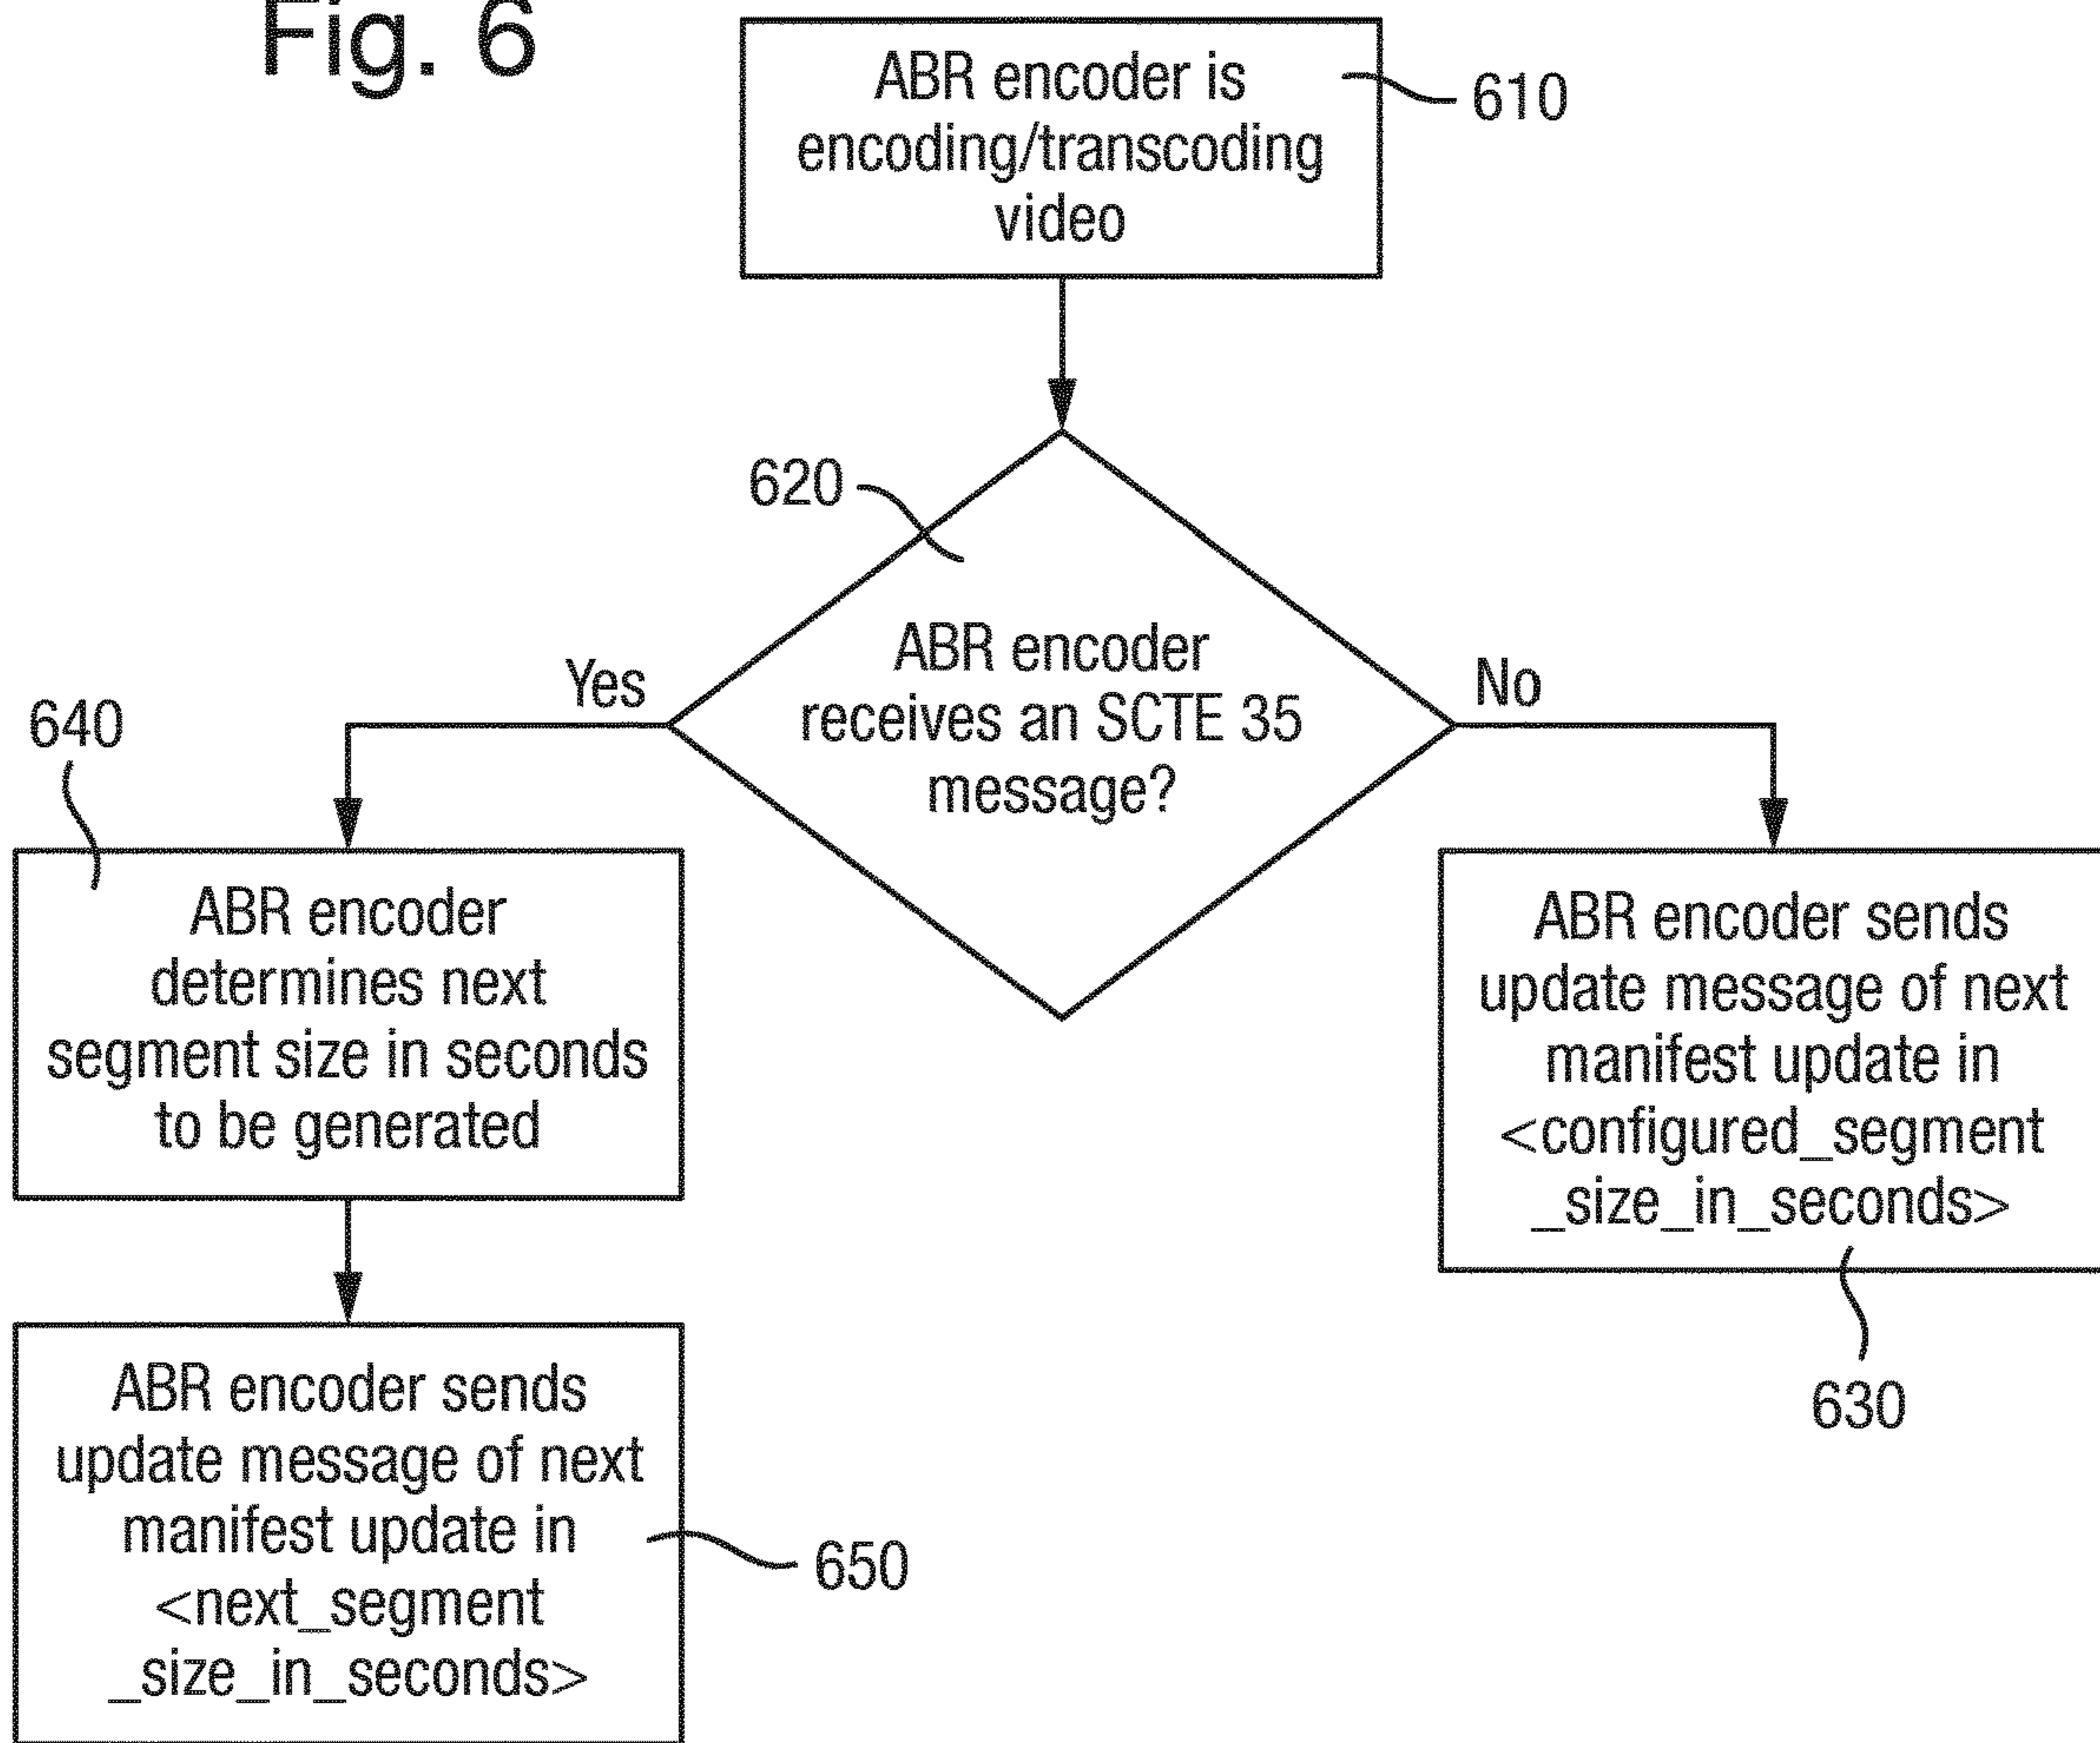 Fig. 6
ABR encoder is
encoding/transcoding
video
610
620
ABR encoder
receives an SCTE 35
message?
Yes
No
640
ABR encoder
determines next
segment size in seconds
to be generated
ABR encoder sends
update message of next
manifest update in
<configured_segment
_size_in_seconds>
630
ABR encoder sends
update message of next
manifest update in
<next_segment
_size_in_seconds>
650